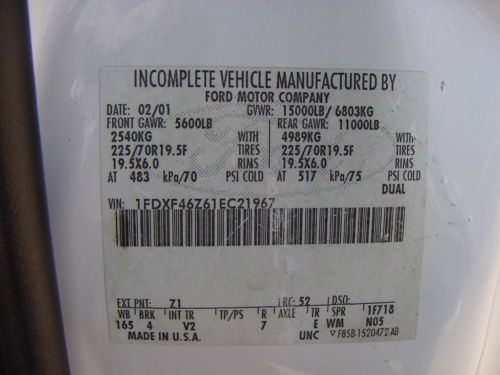 INCOMPLETE VEHICLE MANUFACTURED BY
FORD MOTOR COMPANY
DATE: 02/01 GVWR: 15000LB/ 6803KG
FRONT GAWR: 5600LB REAR GAWR: 11000LB
2540KG WITH 4989KG WITH
225/70R19.5F TIRES 225/70R19.5F TIRES
19.5X6.0 RIMS 19.5X6.0 RIMS
AT 483 kPa/70 PSI COLD AT 517 kPa/75 PSI COLD
DUAL
VIN: 1FDXF46Z61EC21967
EXT PNT: Z1 RC: 52 DSO:
WB BRK INT TR TP/PS R AXLE TR SPR 1F718
165 4 V2 7 E WM N05
MADE IN U.S.A. UNC F85B-1520472-AB